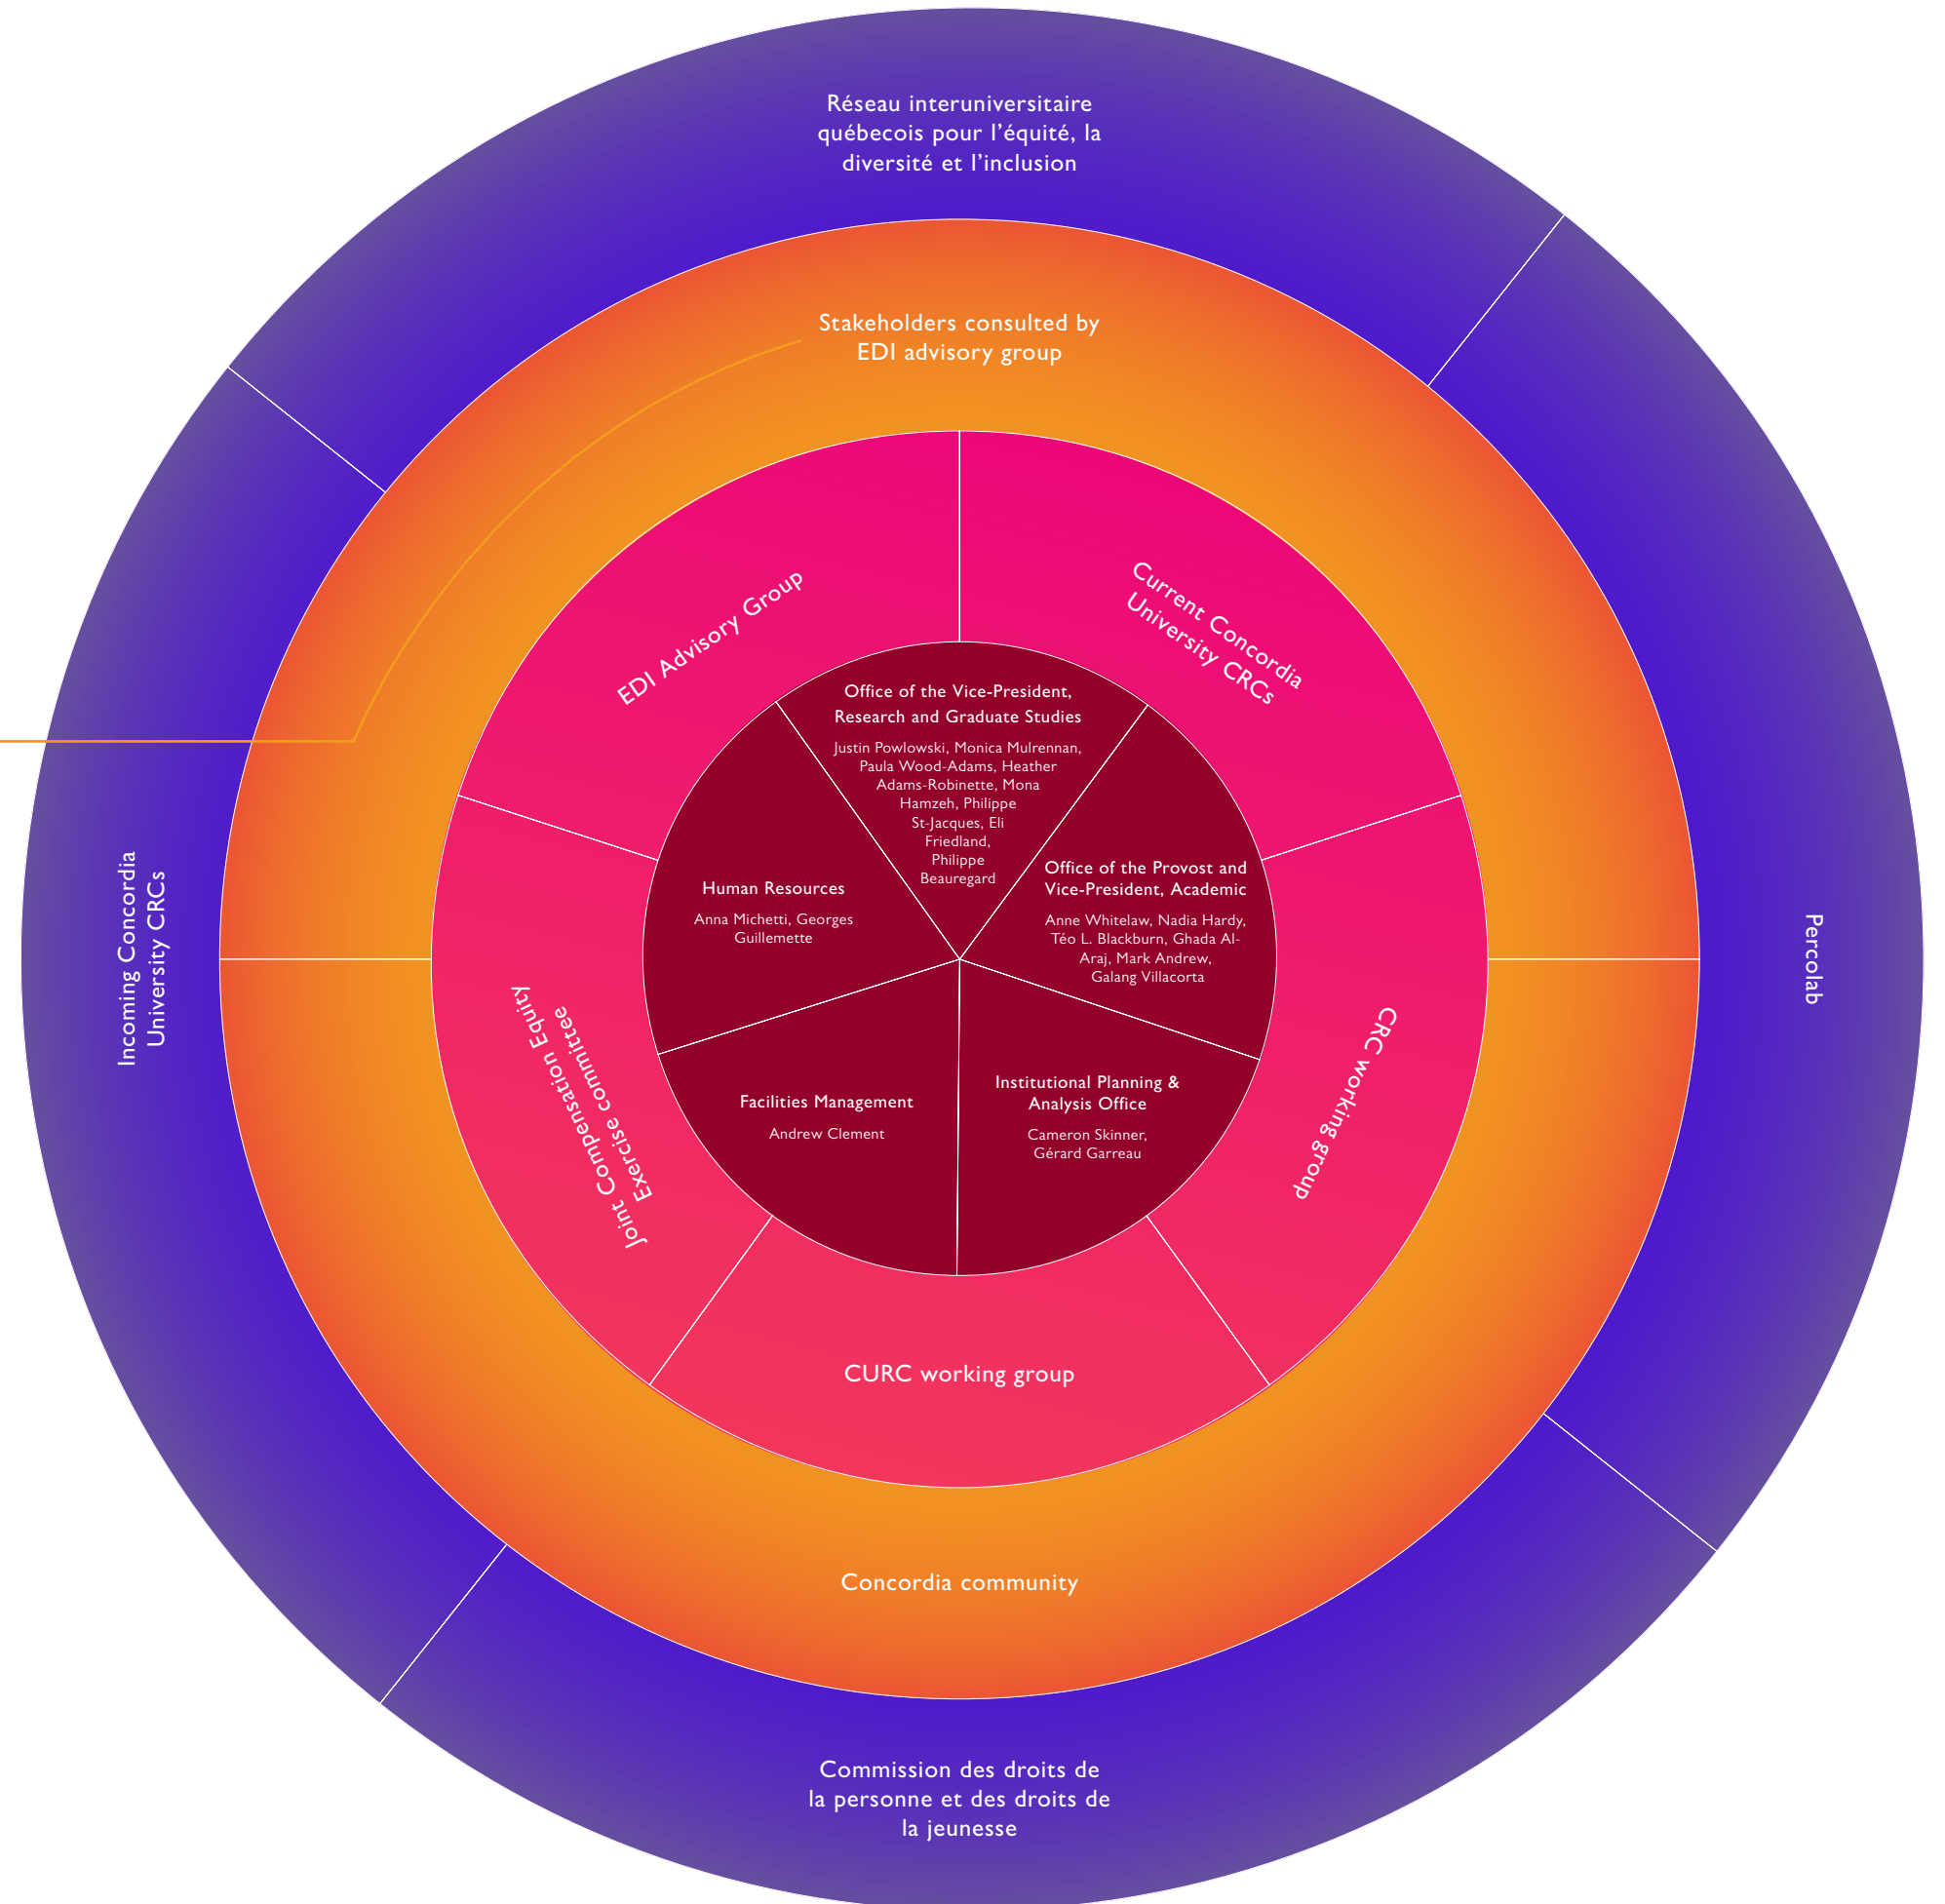 Réseau interuniversitaire
québecois pour l’équité, la
diversité et l’inclusion
Stakeholders consulted by
EDI advisory group
EDI Advisory Group
Current Concordia
University CRCs
Office of the Vice-President,
Research and Graduate Studies
Justin Powlowski, Monica Mulrennan,
Paula Wood-Adams, Heather
Adams-Robinette, Mona
Hamzeh, Philippe
St-Jacques, Eli
Friedland,
Philippe
Beauregard
Human Resources
Anna Michetti, Georges
Guillemette
Office of the Provost and
Vice-President, Academic
Anne Whitelaw, Nadia Hardy,
Téo L. Blackburn, Ghada Al-
Araj, Mark Andrew,
Galang Villacorta
Incoming Concordia
University CRCs
Percolab
Joint Compensation Equity
Exercise committee
CRC working group
Facilities Management
Andrew Clement
Institutional Planning &
Analysis Office
Cameron Skinner,
Gérard Garreau
CURC working group
Concordia community
Commission des droits de
la personne et des droits de
la jeunesse